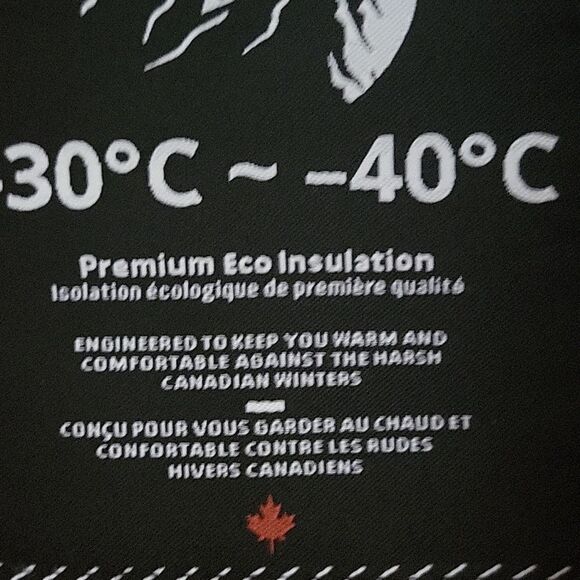 -30°C ~ -40°C
Premium Eco Insulation
Isolation écologique de première qualité
ENGINEERED TO KEEP YOU WARM AND
COMFORTABLE AGAINST THE HARSH
CANADIAN WINTERS
CONÇU POUR VOUS GARDER AU CHAUD ET
CONFORTABLE CONTRE LES RUDES
HIVERS CANADIENS